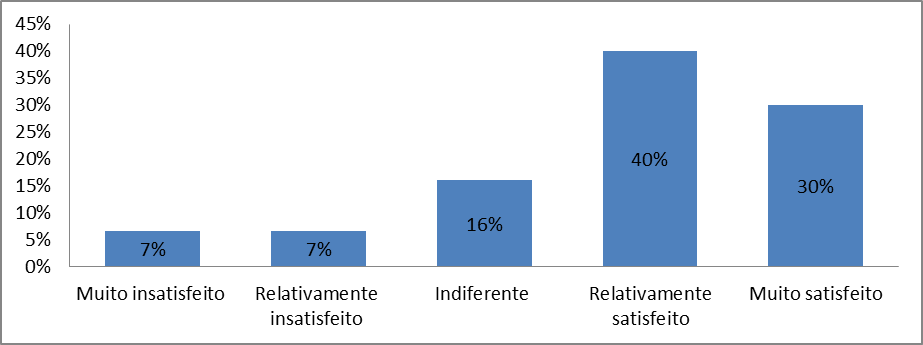 45%
40%
35%
30%
25%
20%
15%
10%
5%
0%
7%
7%
16%
40%
30%
Muito insatisfeito
Relativamente
insatisfeito
Indiferente
Relativamente
satisfeito
Muito satisfeito